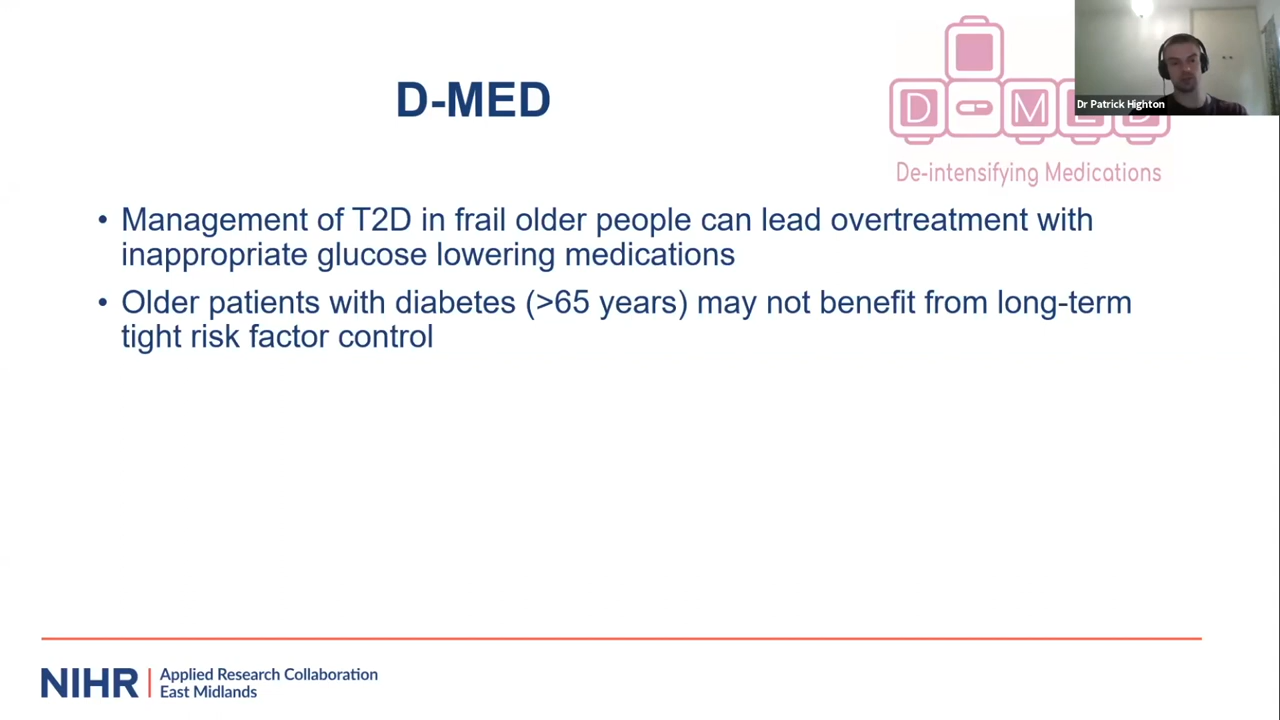 D-MED
Dr Patrick Highton
D M
De-intensifying Medications
• Management of T2D in frail older people can lead overtreatment with
inappropriate glucose lowering medications
• Older patients with diabetes (>65 years) may not benefit from long-term
tight risk factor control
NIHR | Applied Research Collaboration
East Midlands